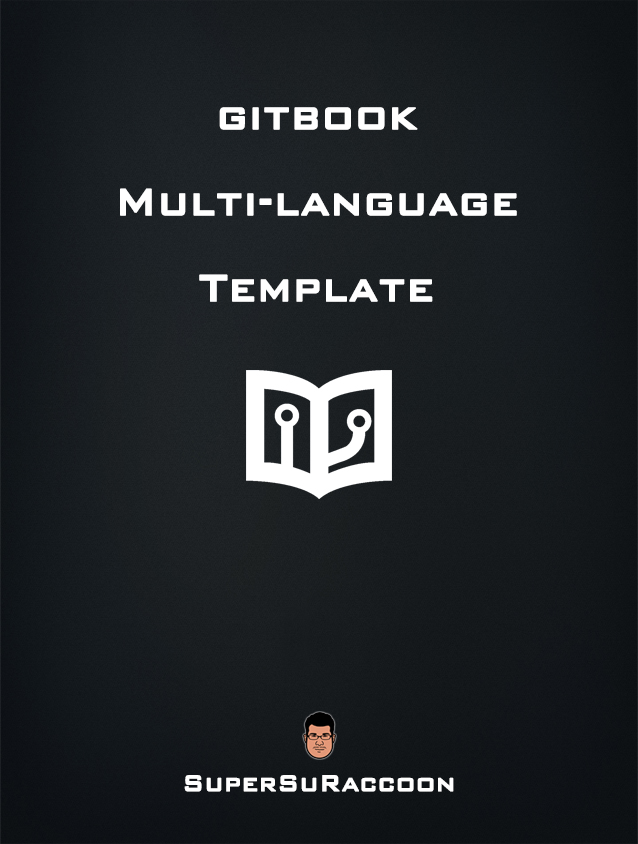 GITBOOK
MULTI-LANGUAGE
TEMPLATE
SUPERSURACCOON